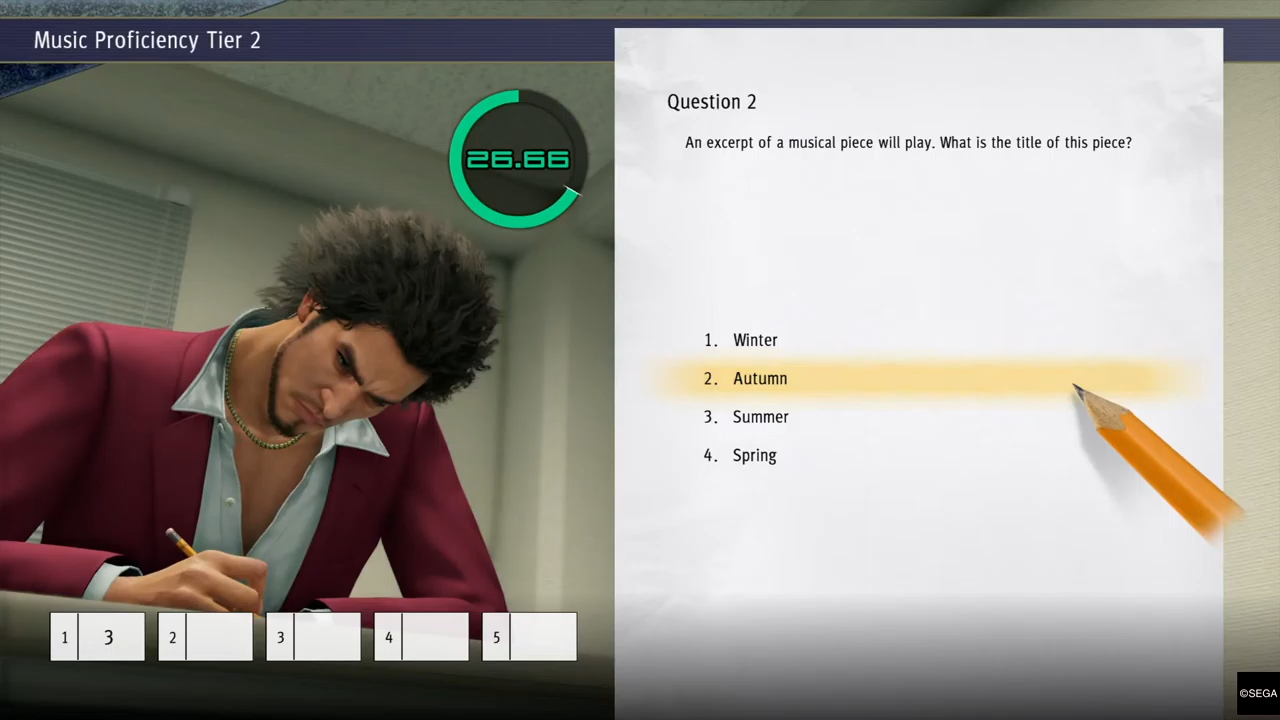 Music Proficiency Tier 2
26.66
Question 2
An excerpt of a musical piece will play. What is the title of this piece?
1. Winter
2. Autumn
3. Summer
4. Spring
1 3 2 3 4 5
©SEGA